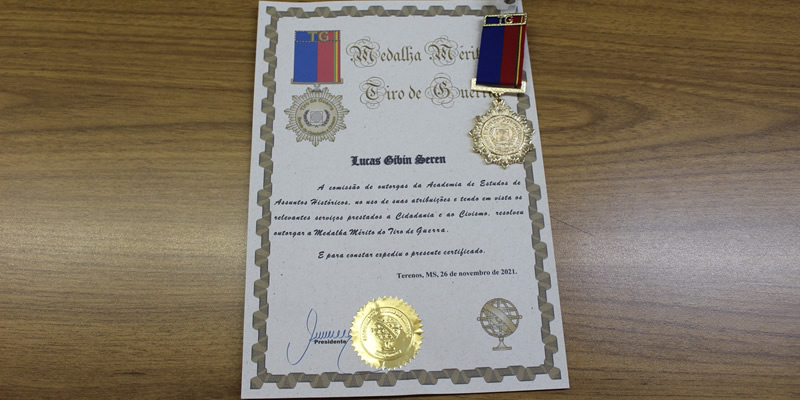 TG
TG
Medalha Mérit
Tiro de Guerra
Lucas Gibin Seren
A comissão de outorgas da Academia de Estudos de
Assuntos Históricos, no uso de suas atribuições e tendo em vista os
relevantes serviços prestados a Cidadania e ao Civismo, resolveu
outorgar a Medalha Mérito do Tiro de Guerra.
E para constar expediu o presente certificado.
Terenos, MS, 26 de novembro de 2021.
Presidente